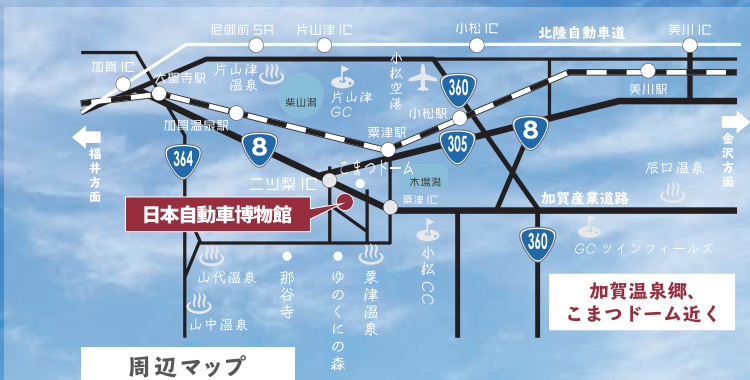 尼御前SA
片山津IC
小松IC
北陸自動車道
美川IC
加賀IC
大聖寺駅
片山津
温泉
柴山潟
片山津
GC
小松空港
360
小松駅
美川駅
加賀温泉駅
粟津駅
305
8
金沢方面
福井方面
364
8
こまつドーム
二ツ梨IC
木場潟
粟津IC
加賀産業道路
辰口温泉
日本自動車博物館
360
GCツインフィールズ
山代温泉
那谷寺
ゆのくにの森
粟津温泉
小松CC
山中温泉
加賀温泉郷、
こまつドーム近く
周辺マップ